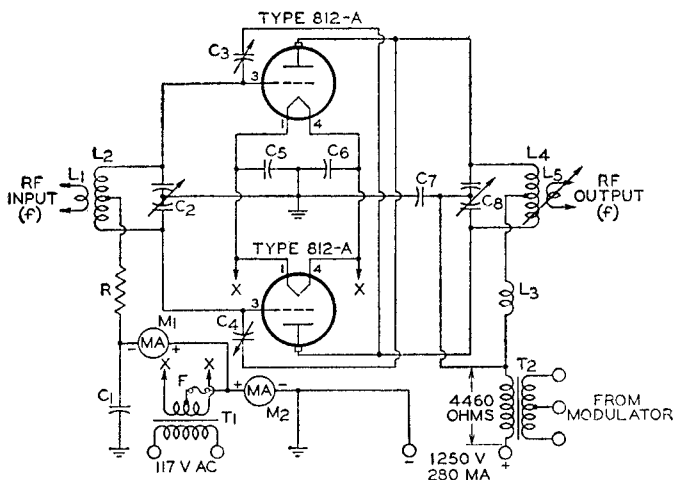 TYPE 812-A
C3
3
1
4
L2
L1
RF
INPUT
(f)
C2
C5
C6
C7
C8
L4
L5
RF
OUTPUT
(f)
TYPE 812-A
1
4
X
X
3
R
C4
L3
M1
MA
+
X
X
F
+
MA
-
M2
C1
T1
117 V AC
-
4460
OHMS
T2
FROM
MODULATOR
1250 V
+
280 MA